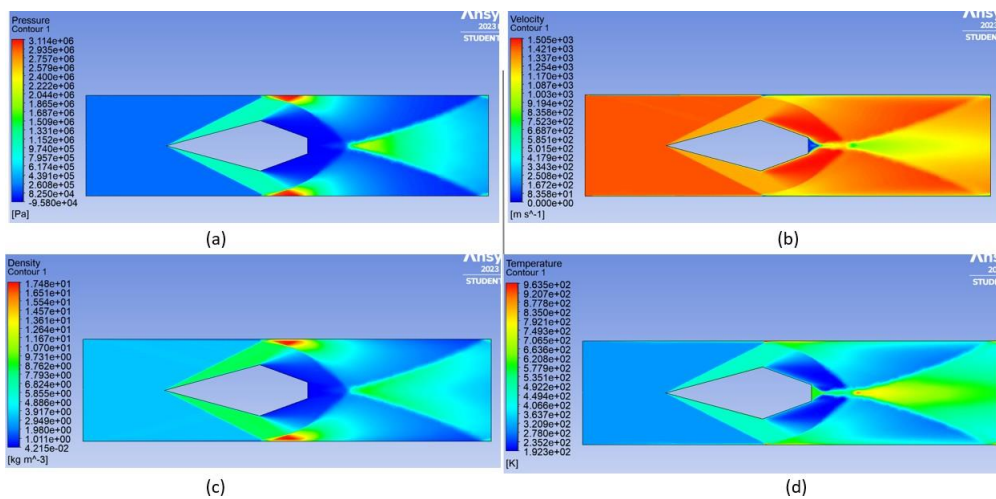 Pressure
Contour 1
3.114e+06
2.935e+06
2.757e+06
2.579e+06
2.400e+06
2.222e+06
2.044e+06
1.865e+06
1.687e+06
1.509e+06
1.331e+06
1.152e+06
9.740e+05
7.957e+05
6.174e+05
4.391e+05
2.608e+05
8.250e+04
-9.580e+04
[Pa]
2023
STUDENT
(a)
Velocity
Contour 1
1.505e+03
1.421e+03
1.337e+03
1.254e+03
1.170e+03
1.087e+03
1.003e+03
9.194e+02
8.358e+02
7.523e+02
6.687e+02
5.851e+02
5.015e+02
4.179e+02
3.343e+02
2.508e+02
1.672e+02
8.358e+01
0.000e+00
[m s^-1]
2023
STUDENT
(b)
Density
Contour 1
1.748e+01
1.651e+01
1.554e+01
1.457e+01
1.361e+01
1.264e+01
1.167e+01
1.070e+01
9.731e+00
8.762e+00
7.793e+00
6.824e+00
5.855e+00
4.886e+00
3.917e+00
2.949e+00
1.980e+00
1.011e+00
4.215e-02
[kg m^-3]
Ansy
2023
STUDENT
(c)
Temperature
Contour 1
9.635e+02
9.207e+02
8.778e+02
8.350e+02
7.921e+02
7.493e+02
7.065e+02
6.636e+02
6.208e+02
5.779e+02
5.351e+02
4.922e+02
4.494e+02
4.066e+02
3.637e+02
3.209e+02
2.780e+02
2.352e+02
1.923e+02
[K]
Ansy
2023
STUDENT
(d)